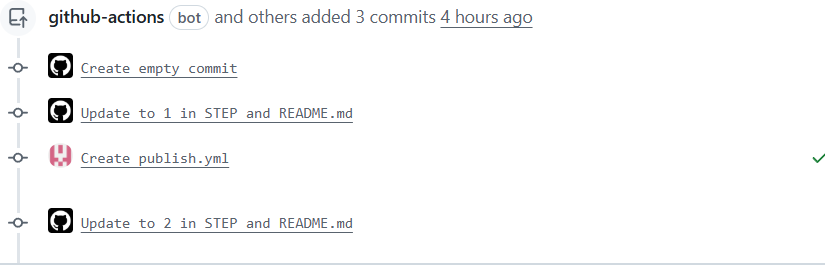 github-actions bot and others added 3 commits 4 hours ago
Create empty commit
Update to 1 in STEP and README.md
Create publish.yml
Update to 2 in STEP and README.md